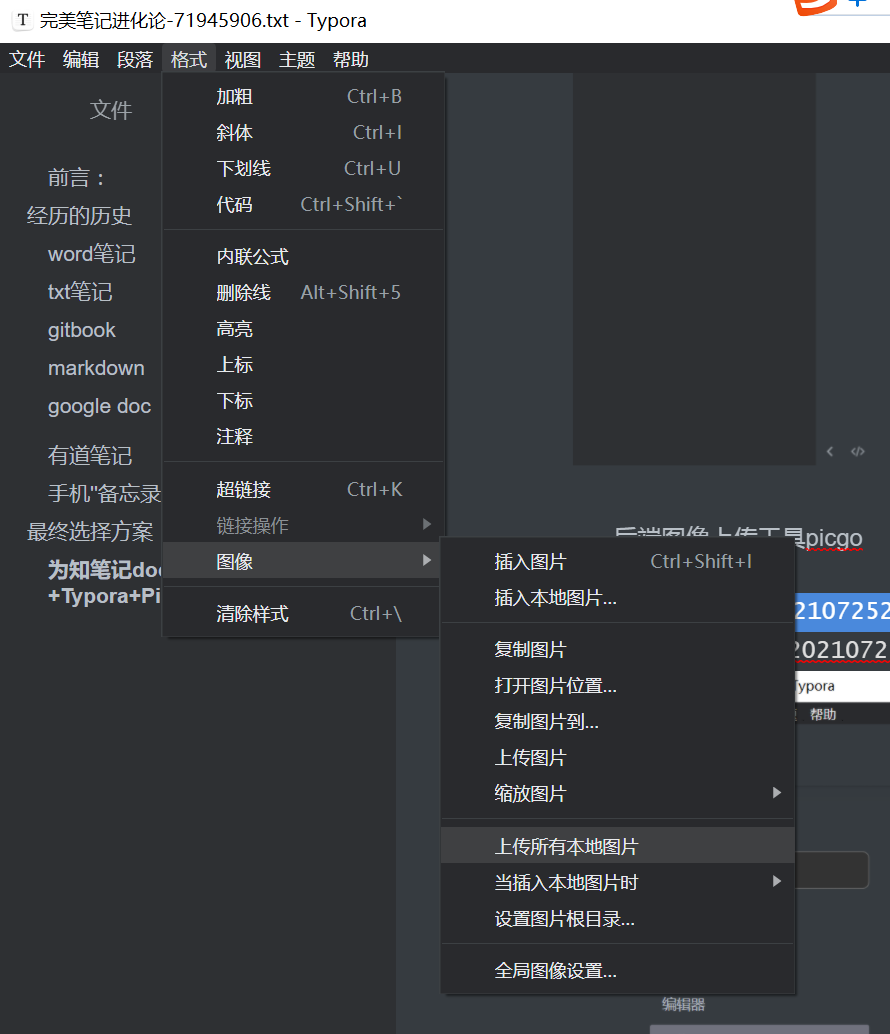 T 完美笔记进化论-71945906.txt - Typora
文件 编辑 段落 格式 视图 主题 帮助
文件
前言：
经历的历史
word笔记
txt笔记
gitbook
markdown
google doc
有道笔记
手机"备忘录
最终选择方案
为知笔记doc
+Typora+Pi
加粗 Ctrl+B
斜体 Ctrl+I
下划线 Ctrl+U
代码 Ctrl+Shift+`
内联公式
删除线 Alt+Shift+5
高亮
上标
下标
注释
超链接 Ctrl+K
链接操作
图像
清除样式 Ctrl+\
后端图像上传工具picgo
插入图片 Ctrl+Shift+I
插入本地图片...
复制图片
打开图片位置...
复制图片到...
上传图片
缩放图片
上传所有本地图片
当插入本地图片时
设置图片根目录...
全局图像设置...
2107252
2021072
Typora
帮助
编辑器